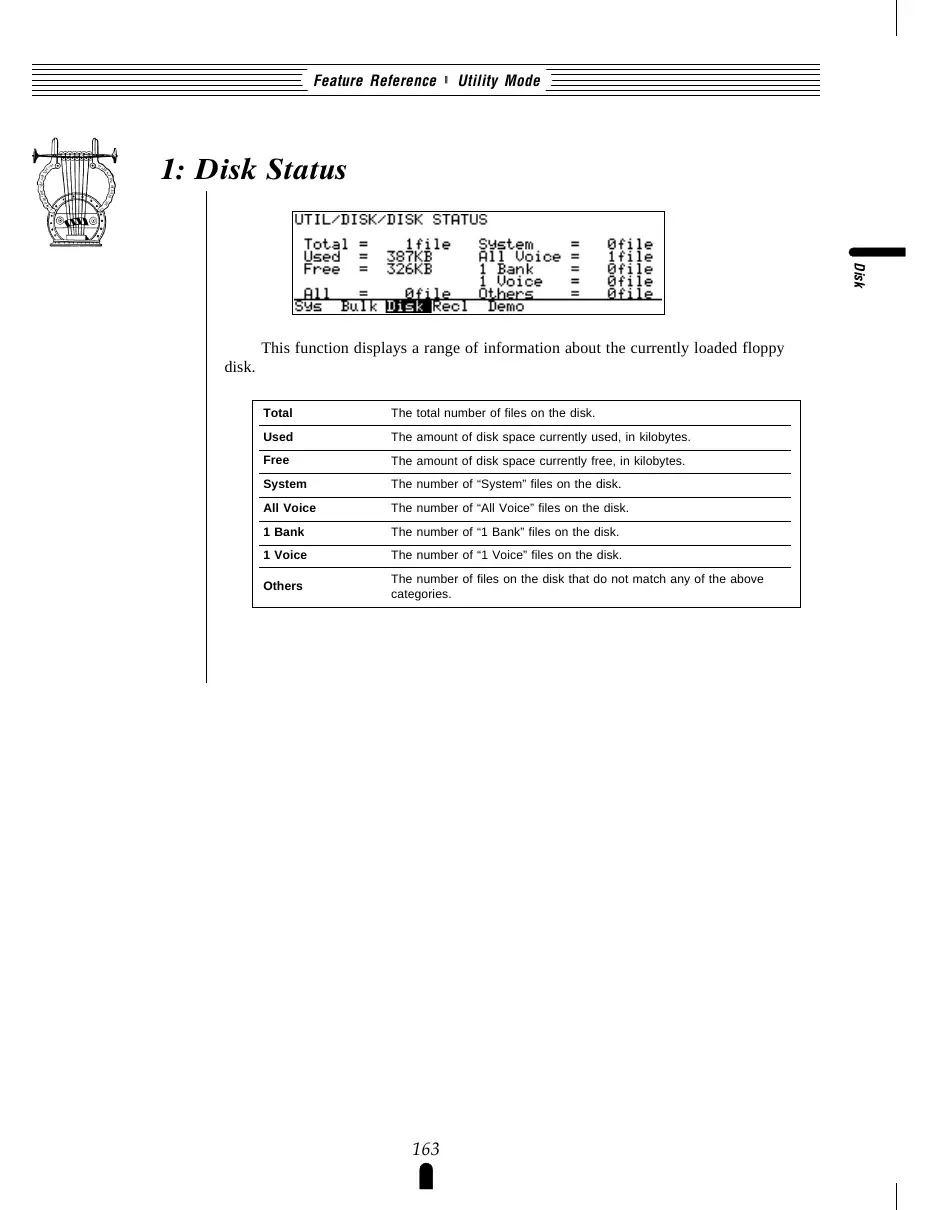 Feature Reference Utility Mode
1: Disk Status
UTIL/DISK/DISK STATUS
Total = 1file System = 0file
Used = 387KB All Voice = 1file
Free = 326KB 1 Bank = 0file
1 Voice = 0file
All = 0file Others = 0file
Sys Bulk Disk Recl Demo
Disk
This function displays a range of information about the currently loaded floppy
disk.
Total The total number of files on the disk.
Used The amount of disk space currently used, in kilobytes.
Free The amount of disk space currently free, in kilobytes.
System The number of “System” files on the disk.
All Voice The number of “All Voice” files on the disk.
1 Bank The number of “1 Bank” files on the disk.
1 Voice The number of “1 Voice” files on the disk.
Others The number of files on the disk that do not match any of the above
categories.
163